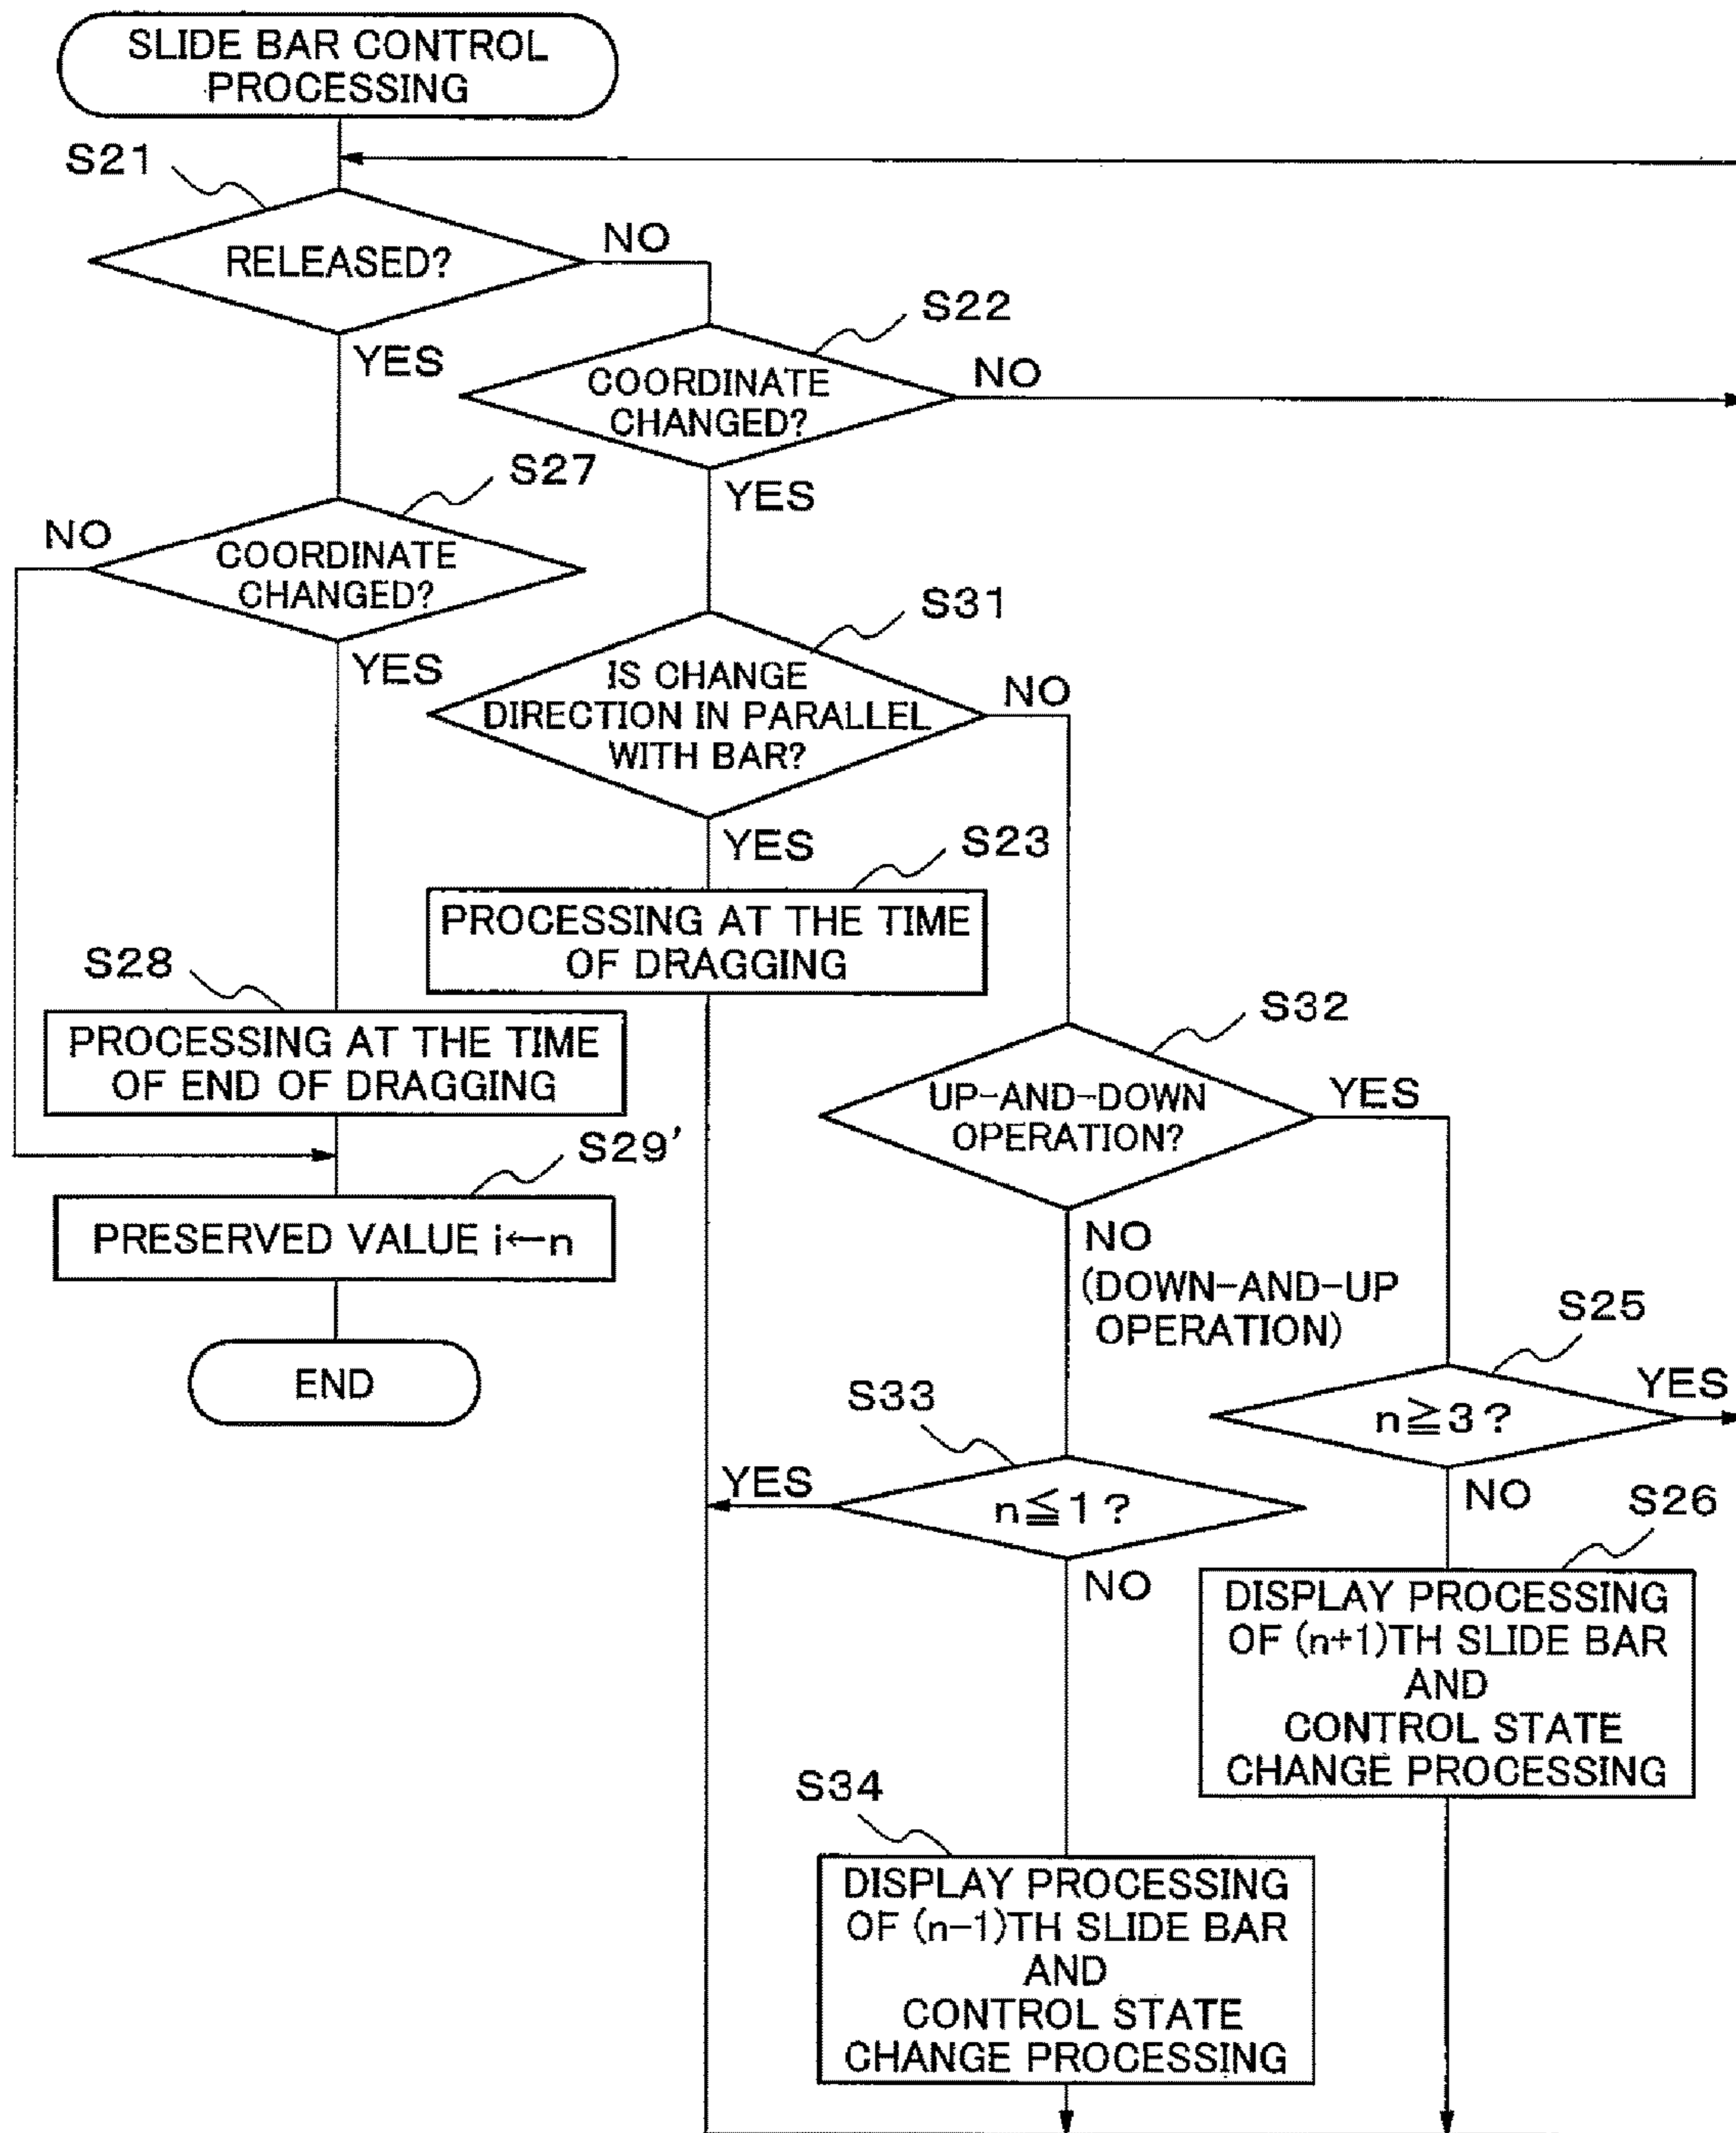 SLIDE BAR CONTROL
PROCESSING
S21
RELEASED?
NO
YES
S22
COORDINATE
CHANGED?
NO
YES
S27
NO
COORDINATE
CHANGED?
YES
S31
IS CHANGE
DIRECTION IN PARALLEL
WITH BAR?
NO
YES
S23
PROCESSING AT THE TIME
OF DRAGGING
S28
PROCESSING AT THE TIME
OF END OF DRAGGING
S29'
PRESERVED VALUE i←n
END
S32
UP-AND-DOWN
OPERATION?
YES
NO
(DOWN-AND-UP
OPERATION)
S25
n≧3?
YES
NO
S33
n≦1?
YES
NO
S26
DISPLAY PROCESSING
OF (n+1)TH SLIDE BAR
AND
CONTROL STATE
CHANGE PROCESSING
S34
DISPLAY PROCESSING
OF (n-1)TH SLIDE BAR
AND
CONTROL STATE
CHANGE PROCESSING